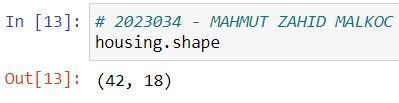 In [13]: # 2023034 - MAHMUT ZAHID MALKOC
housing.shape
Out[13]: (42, 18)